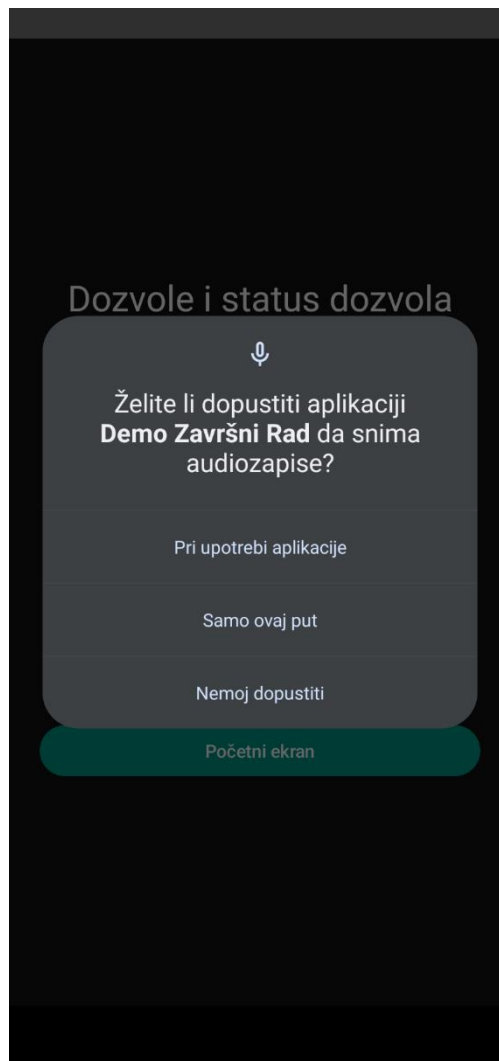 Dozvole i status dozvola
Želite li dopustiti aplikaciji
Demo Završni Rad da snima
audiozapise?
Pri upotrebi aplikacije
Samo ovaj put
Nemoj dopustiti
Početni ekran